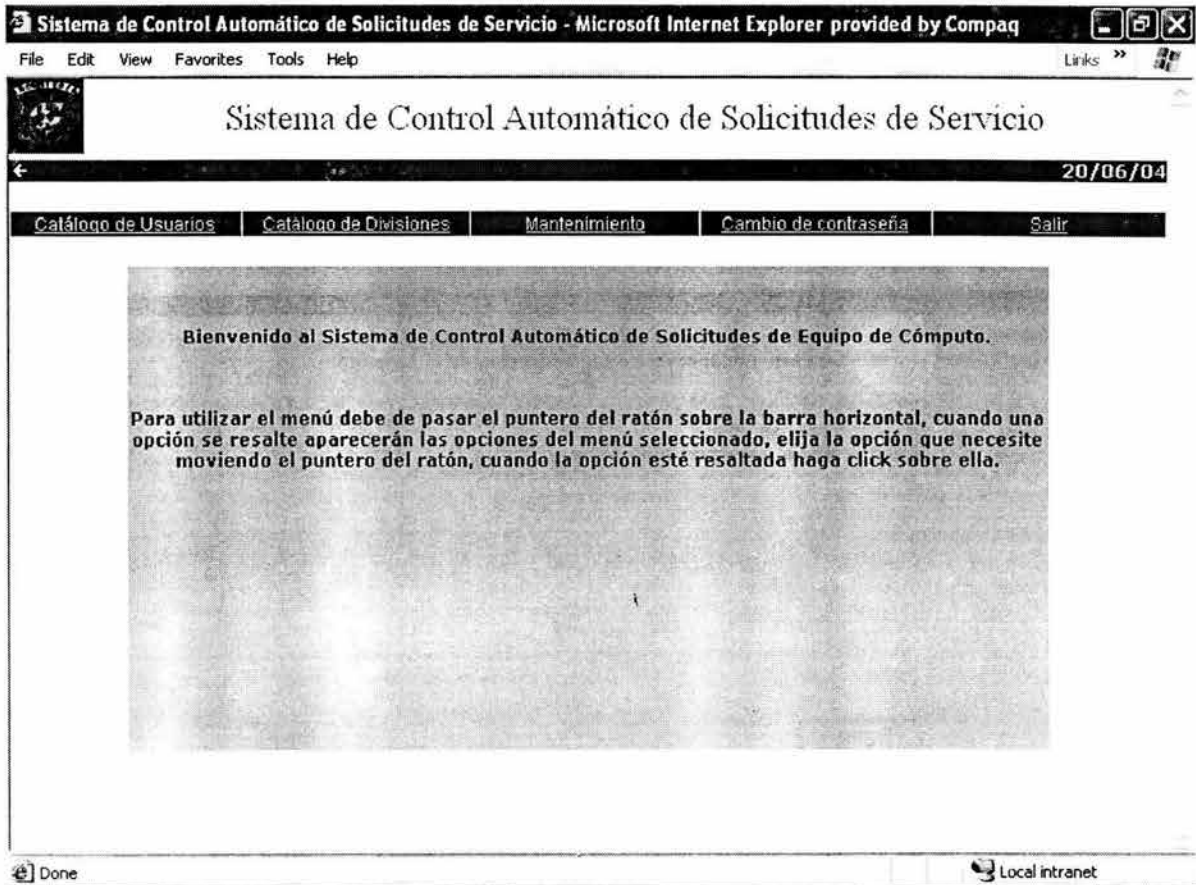 Sistema de Control Automático de Solicitudes de Servicio - Microsoft Internet Explorer provided by Compaq
File Edit View Favorites Tools Help Links »
Sistema de Control Automático de Solicitudes de Servicio
20/06/04
Catálogo de Usuarios Catálogo de Divisiones Mantenimiento Cambio de contraseña Salir
Bienvenido al Sistema de Control Automático de Solicitudes de Equipo de Cómputo.
Para utilizar el menú debe de pasar el puntero del ratón sobre la barra horizontal, cuando una
opción se resalte aparecerán las opciones del menú seleccionado, elija la opción que necesite
moviendo el puntero del ratón, cuando la opción esté resaltada haga click sobre ella.
Done Local intranet